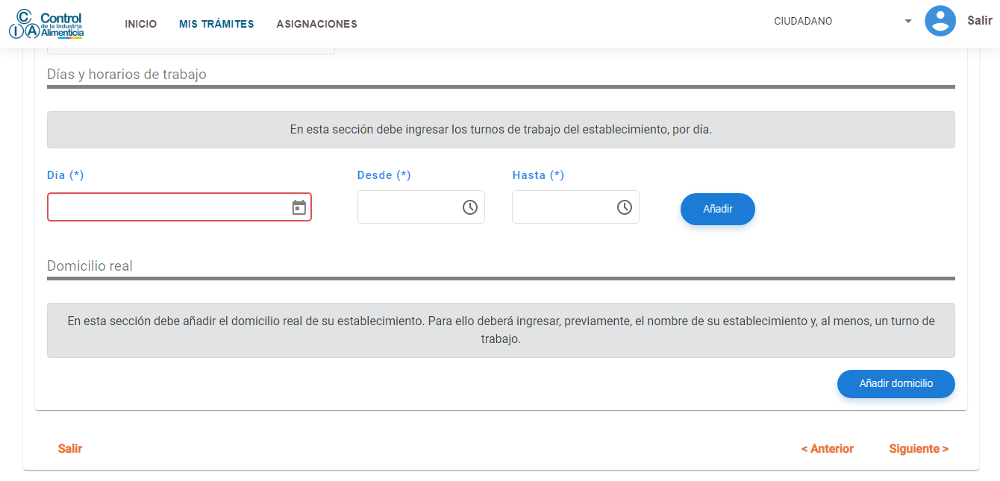 CIA Control
de la Industria
Alimenticia
INICIO MIS TRÁMITES ASIGNACIONES CIUDADANO Salir
Días y horarios de trabajo
En esta sección debe ingresar los turnos de trabajo del establecimiento, por día.
Día (*) Desde (*) Hasta (*)
Añadir
Domicilio real
En esta sección debe añadir el domicilio real de su establecimiento. Para ello deberá ingresar, previamente, el nombre de su establecimiento y, al menos, un turno de
trabajo.
Añadir domicilio
Salir < Anterior Siguiente >